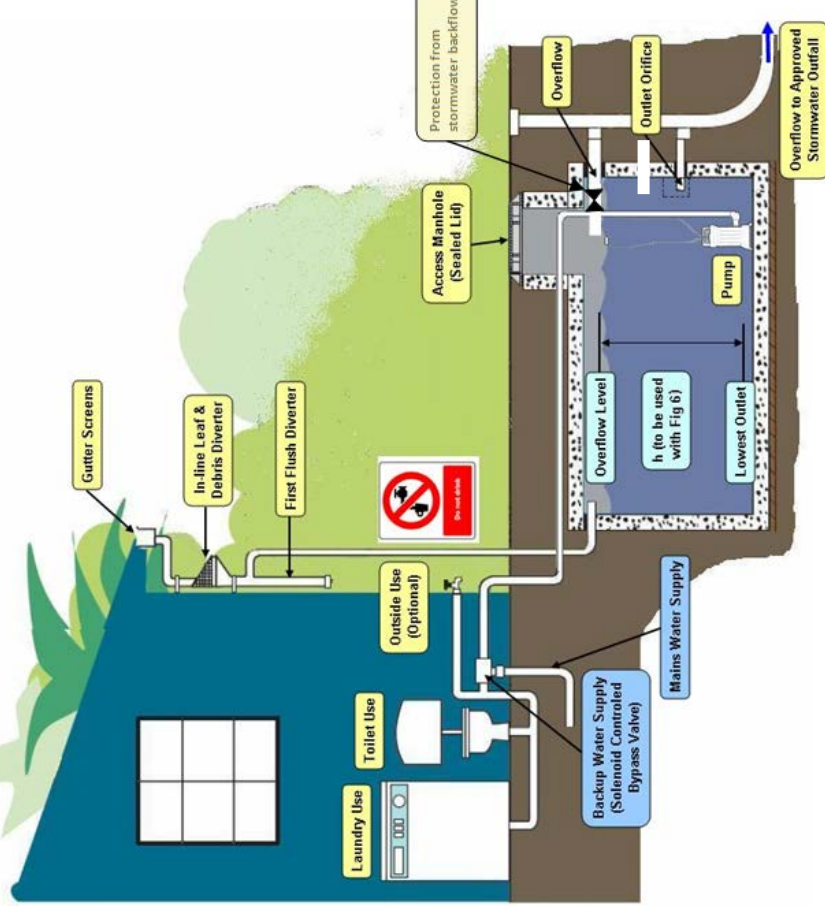 Gutter Screens
In-line Leaf &
Debris Diverter
First Flush Diverter
Do not drink
Outside Use
(Optional)
Toilet Use
Laundry Use
Backup Water Supply
(Solenoid Controled
Bypass Valve)
Mains Water Supply
Access Manhole
(Sealed Lid)
Protection from
stormwater backflow
Overflow
Outlet Orifice
Overflow to Approved
Stormwater Outfall
Overflow Level
h (to be used
with Fig 6)
Lowest Outlet
Pump